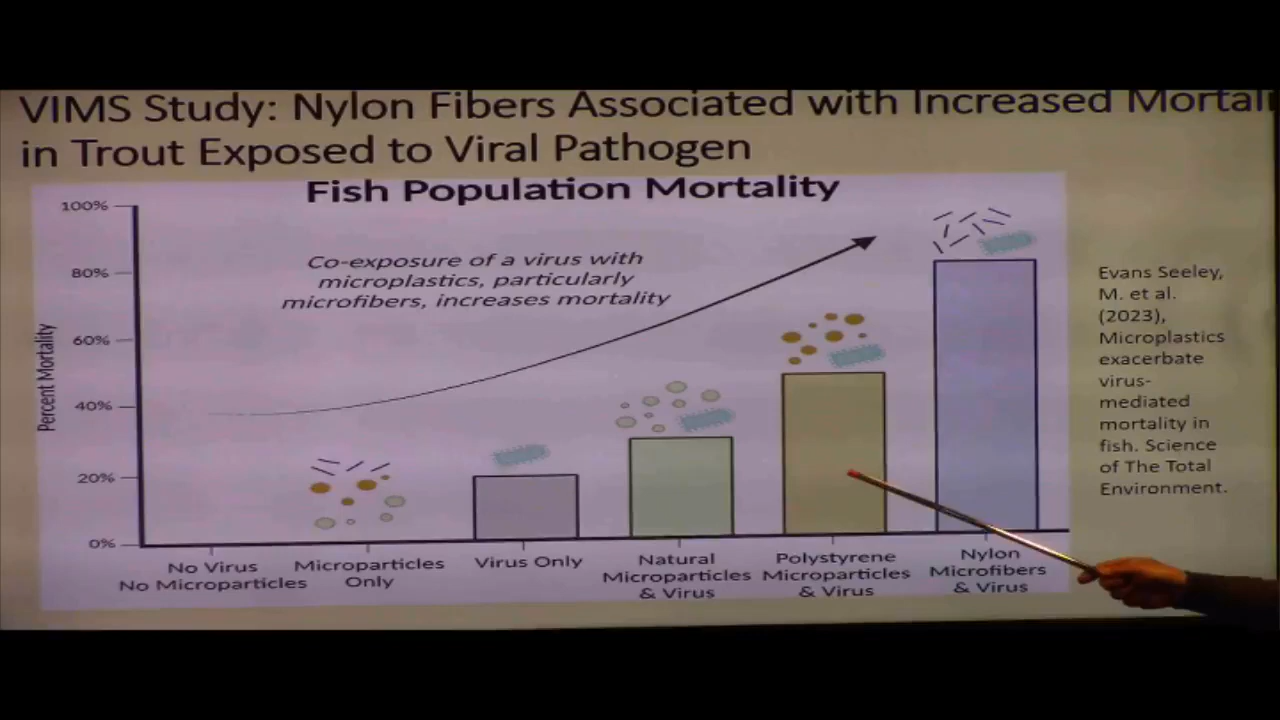 VIMS Study: Nylon Fibers Associated with Increased Mortali
in Trout Exposed to Viral Pathogen
Fish Population Mortality
Co-exposure of a virus with
microplastics, particularly
microfibers, increases mortality
Percent Mortality
100%
80%
60%
40%
20%
0%
No Virus
No Microparticles
Microparticles
Only
Virus Only
Natural
Microparticles
& Virus
Polystyrene
Microparticles
& Virus
Nylon
Microfibers
& Virus
Evans Seeley,
M. et al.
(2023),
Microplastics
exacerbate
virus-
mediated
mortality in
fish. Science
of The Total
Environment.